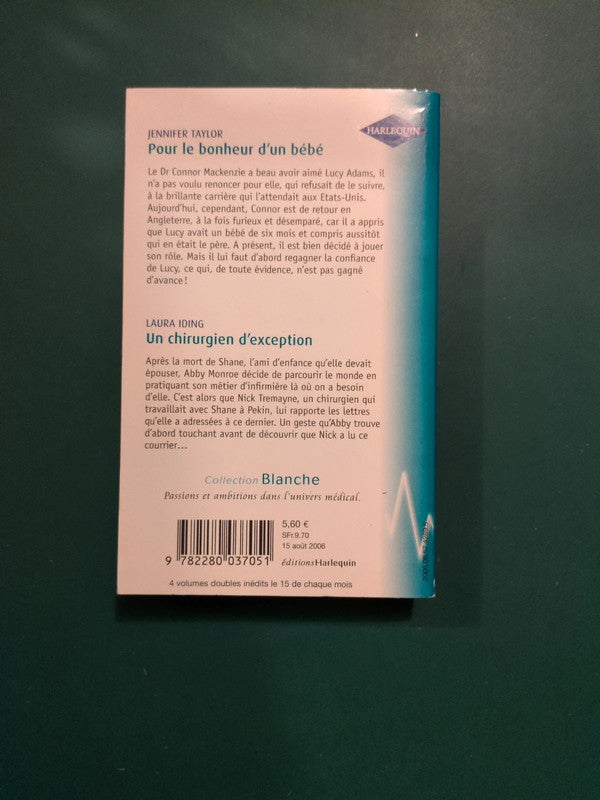 HARLEQUIN
JENNIFER TAYLOR
Pour le bonheur d'un bébé
Le Dr Connor Mackenzie a beau avoir aimé Lucy Adams, il
n'a pas voulu renoncer pour elle, qui refusait de le suivre,
à la brillante carrière qui l'attendait aux Etats-Unis.
Aujourd'hui, cependant, Connor est de retour en
Angleterre, à la fois furieux et désemparé, car il a appris
que Lucy avait un bébé de six mois et compris aussitôt
qui en était le père. A présent, il est bien décidé à jouer
son rôle. Mais il lui faut d'abord regagner la confiance
de Lucy, ce qui, de toute évidence, n'est pas gagné
d'avance !
LAURA IDING
Un chirurgien d'exception
Après la mort de Shane, l'ami d'enfance qu'elle devait
épouser, Abby Monroe décide de parcourir le monde en
pratiquant son métier d'infirmière là où on a besoin
d'elle. C'est alors que Nick Tremayne, un chirurgien qui
travaillait avec Shane à Pekin, lui rapporte les lettres
qu'elle a adressées à ce dernier. Un geste qu'Abby trouve
d'abord touchant avant de découvrir que Nick a lu ce
courrier...
Collection Blanche
Passions et ambitions dans l'univers médical.
5,60 €
SFr.9.70
15 août 2006
9 782280 037051
éditionsHarlequin
4 volumes doubles inédits le 15 de chaque mois